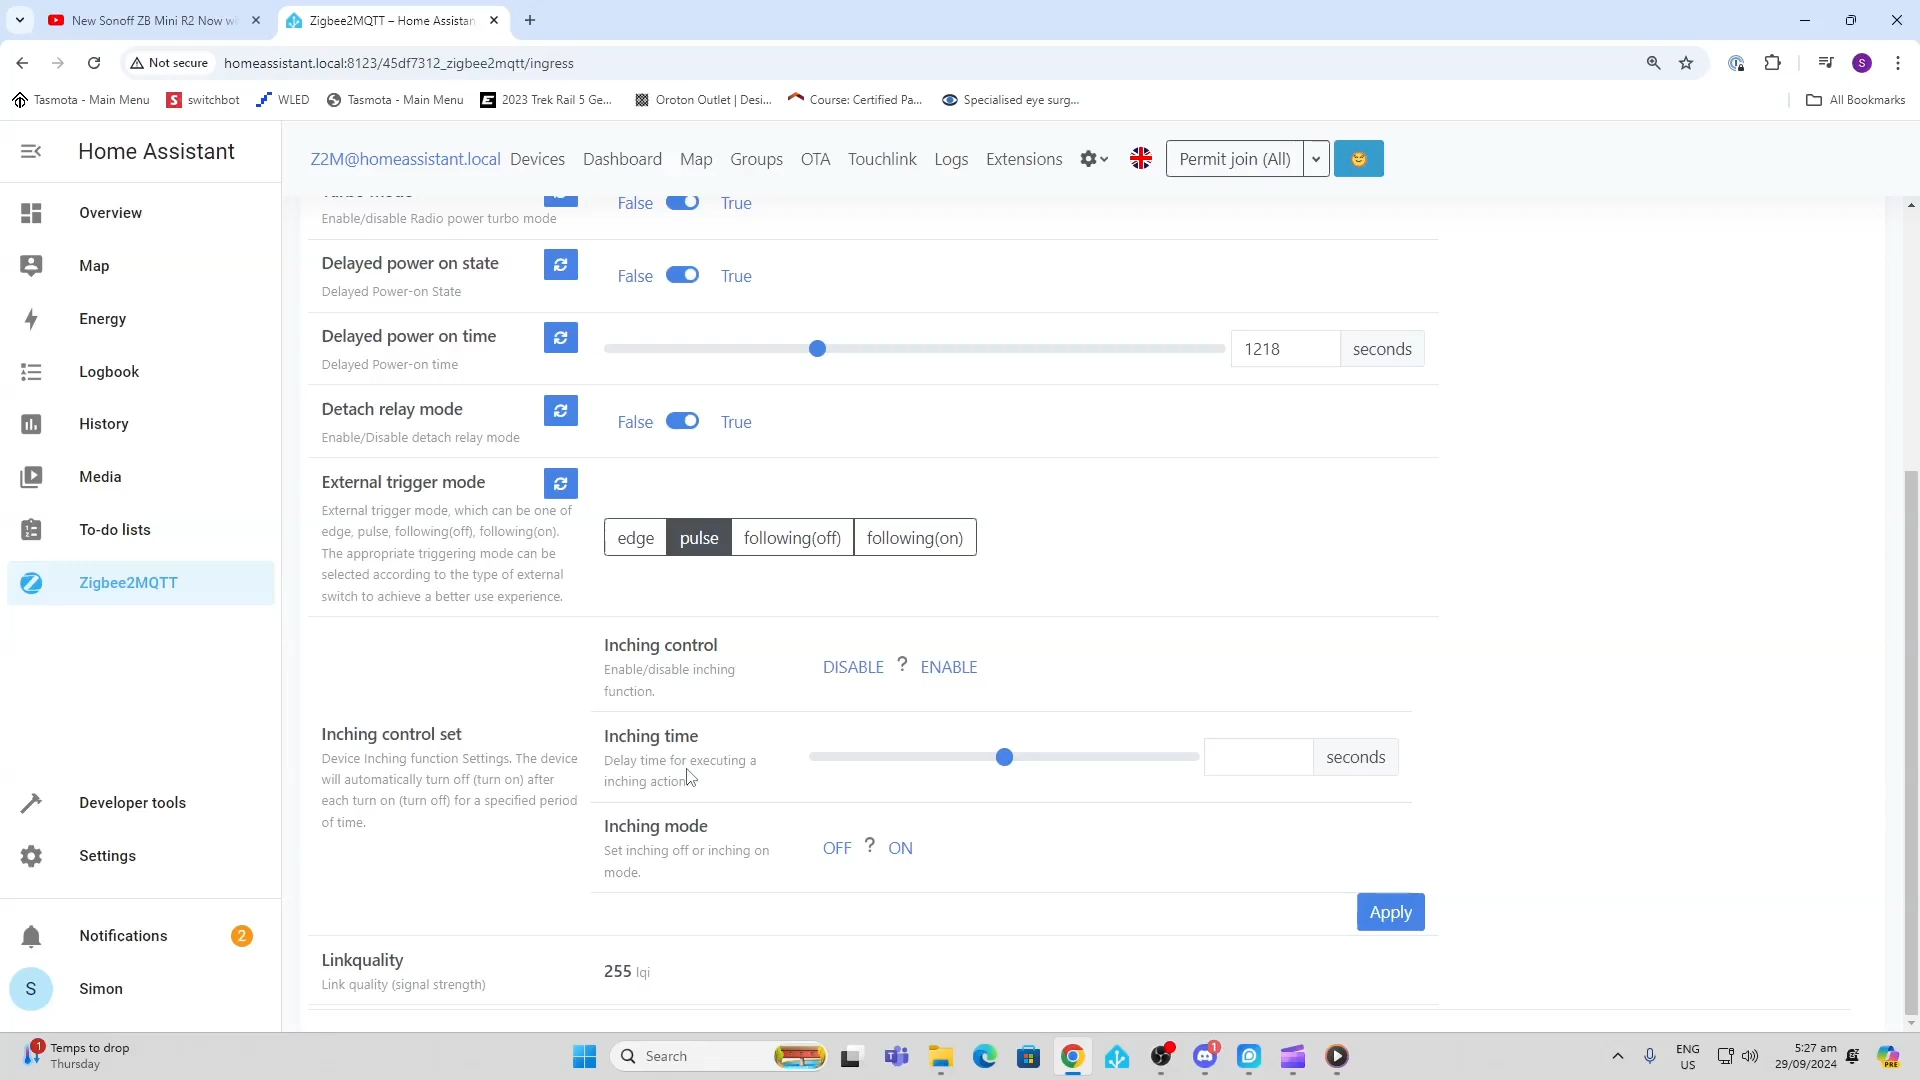 New Sonoff ZB Mini R2 Now wi
Zigbee2MQTT – Home Assistan
Not secure
homeassistant.local:8123/45df7312_zigbee2mqtt/ingress
S
Tasmota - Main Menu
switchbot
WLED
Tasmota - Main Menu
2023 Trek Rail 5 Ge...
Oroton Outlet | Desi...
Course: Certified Pa...
Specialised eye surg...
All Bookmarks
Home Assistant
Overview
Map
Energy
Logbook
History
Media
To-do lists
Zigbee2MQTT
Developer tools
Settings
Notifications
2
S
Simon
Z2M@homeassistant.local
Devices
Dashboard
Map
Groups
OTA
Touchlink
Logs
Extensions
Permit join (All)
Enable/disable Radio power turbo mode
False
True
Delayed power on state
Delayed Power-on State
False
True
Delayed power on time
Delayed Power-on time
1218
seconds
Detach relay mode
Enable/Disable detach relay mode
False
True
External trigger mode
External trigger mode, which can be one of
edge, pulse, following(off), following(on).
The appropriate triggering mode can be
selected according to the type of external
switch to achieve a better use experience.
edge
pulse
following(off)
following(on)
Inching control set
Device Inching function Settings. The device
will automatically turn off (turn on) after
each turn on (turn off) for a specified period
of time.
Inching control
Enable/disable inching
function.
DISABLE
?
ENABLE
Inching time
Delay time for executing a
inching action
seconds
Inching mode
Set inching off or inching on
mode.
OFF
?
ON
Apply
Linkquality
Link quality (signal strength)
255 lqi
1
Temps to drop
Thursday
Search
1
ENG
US
5:27 am
29/09/2024
PRE